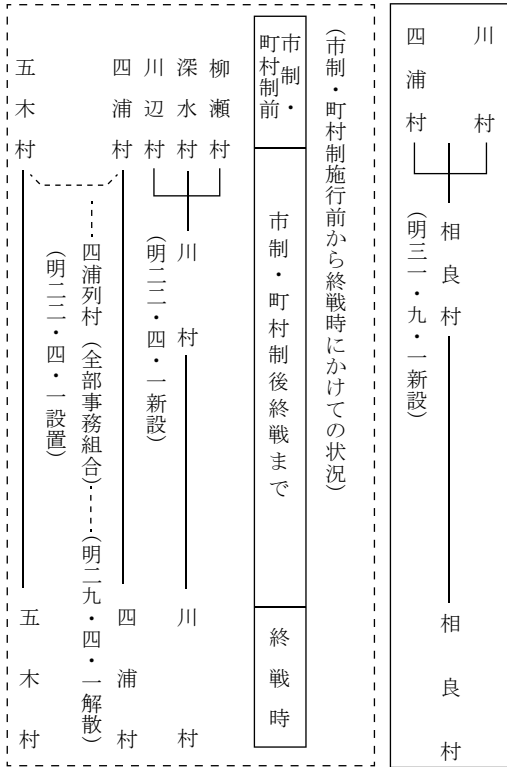 川村
四浦村
相良村
(明三一・九・一新設)
相良村
(市制・町村制施行前から終戦時にかけての状況)
市制・
町村制前
市制・町村制後終戦まで
終戦時
柳瀬村
深水村
川辺村
川村
(明二二・四・一新設)
川村
四浦村
四浦村
四浦列村(全部事務組合)
(明二九・四・一解散)
(明二二・四・一設置)
五木村
五木村